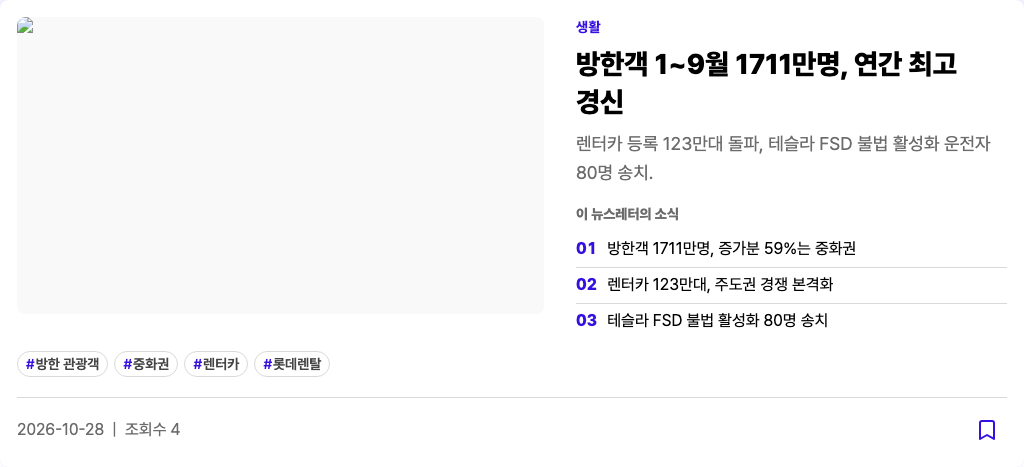 생활
방한객 1~9월 1711만명, 연간 최고
경신
렌터카 등록 123만대 돌파, 테슬라 FSD 불법 활성화 운전자
80명 송치.
이 뉴스레터의 소식
01 방한객 1711만명, 증가분 59%는 중화권
02 렌터카 123만대, 주도권 경쟁 본격화
03 테슬라 FSD 불법 활성화 80명 송치
#방한 관광객 #중화권 #렌터카 #롯데렌탈
2026-10-28 | 조회수 4